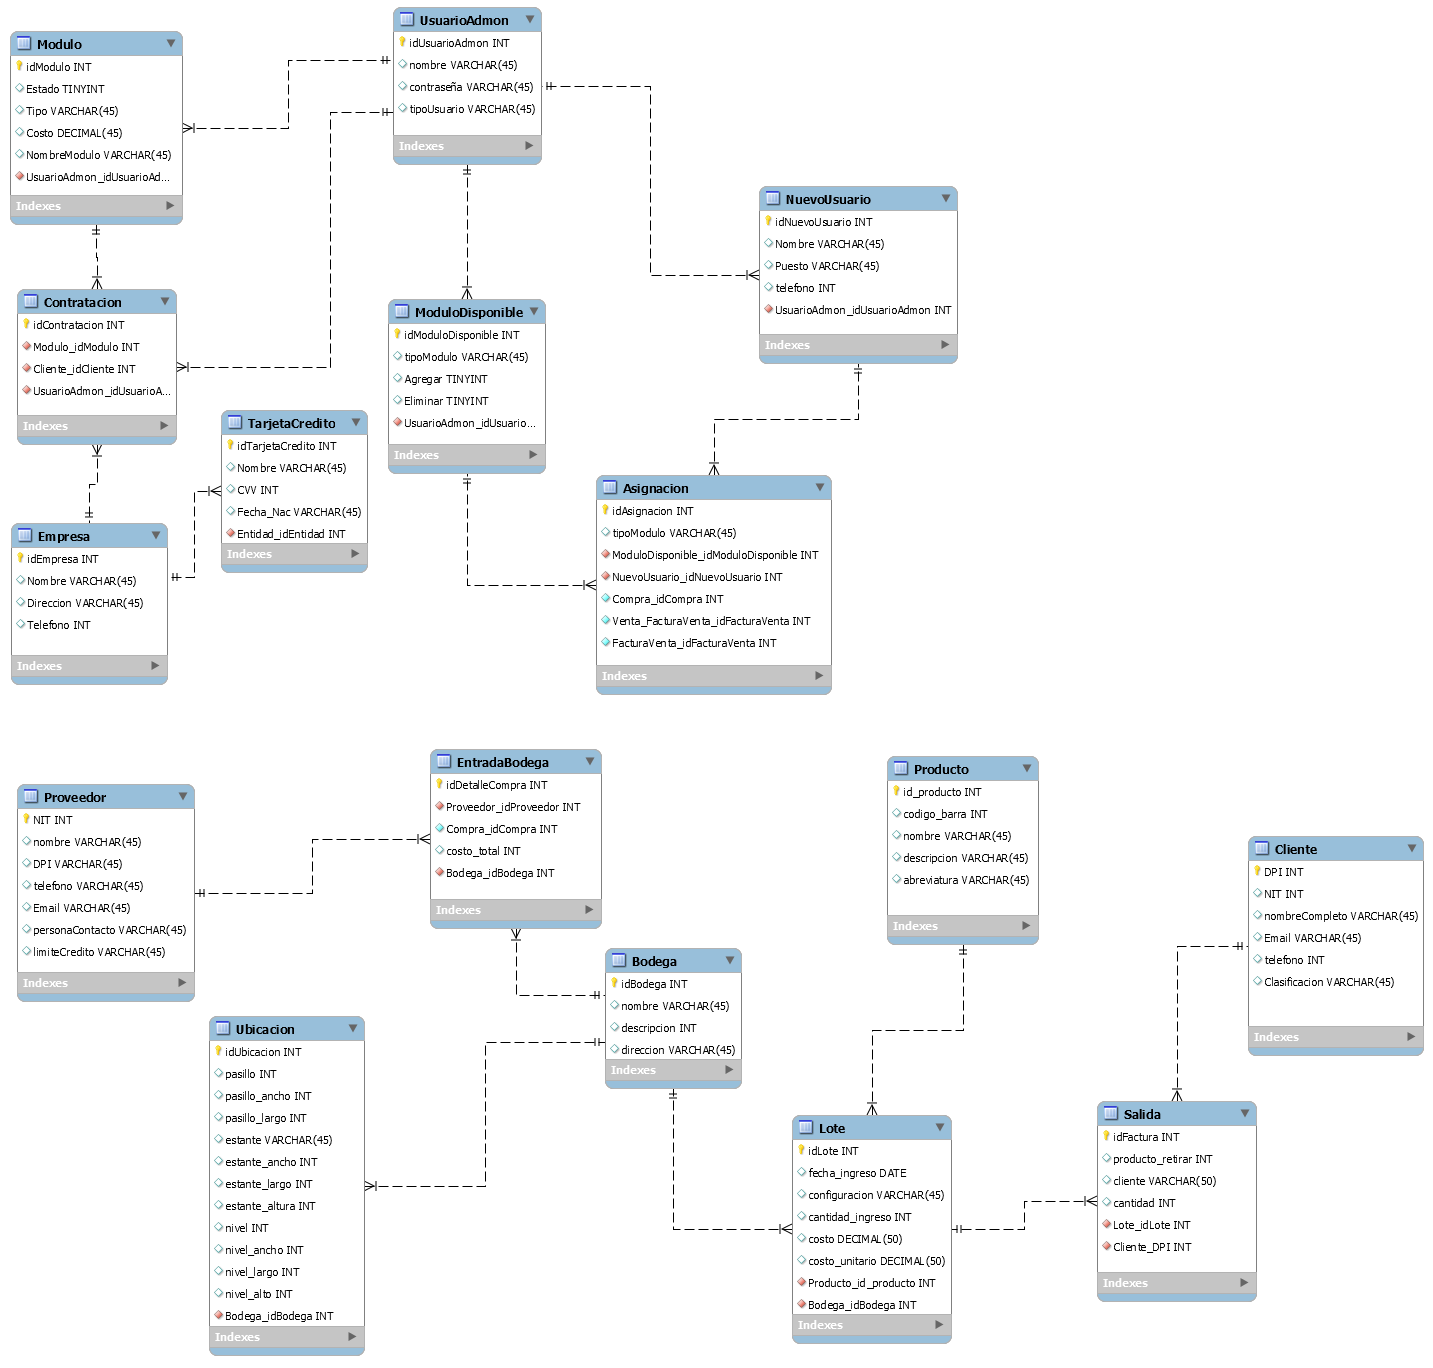 UsuarioAdmon
idUsuarioAdmon INT
nombre VARCHAR(45)
contraseña VARCHAR(45)
tipoUsuario VARCHAR(45)
Indexes
Modulo
idModulo INT
Estado TINYINT
Tipo VARCHAR(45)
Costo DECIMAL(45)
NombreModulo VARCHAR(45)
UsuarioAdmon_idUsuarioAd...
Indexes
NuevoUsuario
idNuevoUsuario INT
Nombre VARCHAR(45)
Puesto VARCHAR(45)
telefono INT
UsuarioAdmon_idUsuarioAdmon INT
Indexes
Contratacion
idContratacion INT
Modulo_idModulo INT
Cliente_idCliente INT
UsuarioAdmon_idUsuarioA...
Indexes
ModuloDisponible
idModuloDisponible INT
tipoModulo VARCHAR(45)
Agregar TINYINT
Eliminar TINYINT
UsuarioAdmon_idUsuario...
Indexes
TarjetaCredito
idTarjetaCredito INT
Nombre VARCHAR(45)
CVV INT
Fecha_Nac VARCHAR(45)
Entidad_idEntidad INT
Indexes
Asignacion
idAsignacion INT
tipoModulo VARCHAR(45)
ModuloDisponible_idModuloDisponible INT
NuevoUsuario_idNuevoUsuario INT
Compra_idCompra INT
Venta_FacturaVenta_idFacturaVenta INT
FacturaVenta_idFacturaVenta INT
Indexes
Empresa
idEmpresa INT
Nombre VARCHAR(45)
Direccion VARCHAR(45)
Telefono INT
Indexes
EntradaBodega
idDetalleCompra INT
Proveedor_idProveedor INT
Compra_idCompra INT
costo_total INT
Bodega_idBodega INT
Indexes
Producto
id_producto INT
codigo_barra INT
nombre VARCHAR(45)
descripcion VARCHAR(45)
abreviatura VARCHAR(45)
Indexes
Proveedor
NIT INT
nombre VARCHAR(45)
DPI VARCHAR(45)
telefono VARCHAR(45)
Email VARCHAR(45)
personaContacto VARCHAR(45)
limiteCredito VARCHAR(45)
Indexes
Cliente
DPI INT
NIT INT
nombreCompleto VARCHAR(45)
Email VARCHAR(45)
telefono INT
Clasificacion VARCHAR(45)
Indexes
Bodega
idBodega INT
nombre VARCHAR(45)
descripcion INT
direccion VARCHAR(45)
Indexes
Ubicacion
idUbicacion INT
pasillo INT
pasillo_ancho INT
pasillo_largo INT
estante VARCHAR(45)
estante_ancho INT
estante_largo INT
estante_altura INT
nivel INT
nivel_ancho INT
nivel_largo INT
nivel_alto INT
Bodega_idBodega INT
Indexes
Lote
idLote INT
fecha_ingreso DATE
configuracion VARCHAR(45)
cantidad_ingreso INT
costo DECIMAL(50)
costo_unitario DECIMAL(50)
Producto_id_producto INT
Bodega_idBodega INT
Indexes
Salida
idFactura INT
producto_retirar INT
cliente VARCHAR(50)
cantidad INT
Lote_idLote INT
Cliente_DPI INT
Indexes